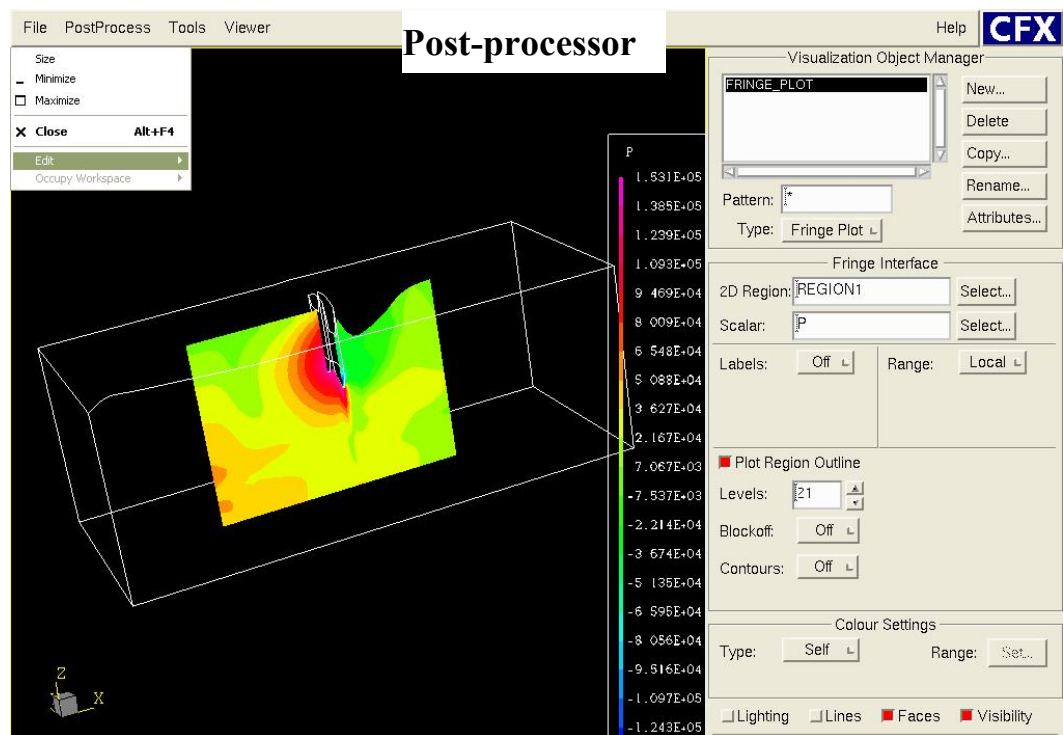 File PostProcess Tools Viewer
Help
CFX
Post-processor
Size
Minimize
Maximize
Close Alt+F4
Edit
Occupy Workspace
P
1.531E+05
1.385E+05
1.239E+05
1.093E+05
9 469E+04
8 009E+04
6 548E+04
5 088E+04
3 627E+04
2.167E+04
7.067E+03
-7.537E+03
-2.214E+04
-3 674E+04
-5 135E+04
-6 595E+04
-8 056E+04
-9.516E+04
-1.097E+05
-1.243E+05
Z
X
Visualization Object Manager
FRINGE_PLOT
New...
Delete
Copy...
Rename...
Attributes...
Pattern: *
Type: Fringe Plot
Fringe Interface
2D Region: REGION1 Select...
Scalar: P Select...
Labels: Off Range: Local
Plot Region Outline
Levels: 21
Blockoff: Off
Contours: Off
Colour Settings
Type: Self Range: Set...
Lighting Lines Faces Visibility